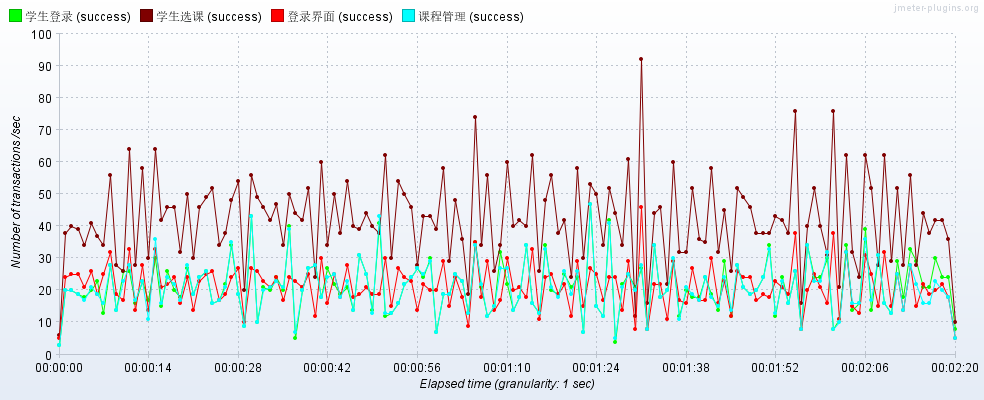 学生登录 (success) 学生选课 (success) 登录界面 (success) 课程管理 (success)
jmeter-plugins.org
Number of transactions /sec
100
90
80
70
60
50
40
30
20
10
0
00:00:00 00:00:14 00:00:28 00:00:42 00:00:56 00:01:10 00:01:24 00:01:38 00:01:52 00:02:06 00:02:20
Elapsed time (granularity: 1 sec)